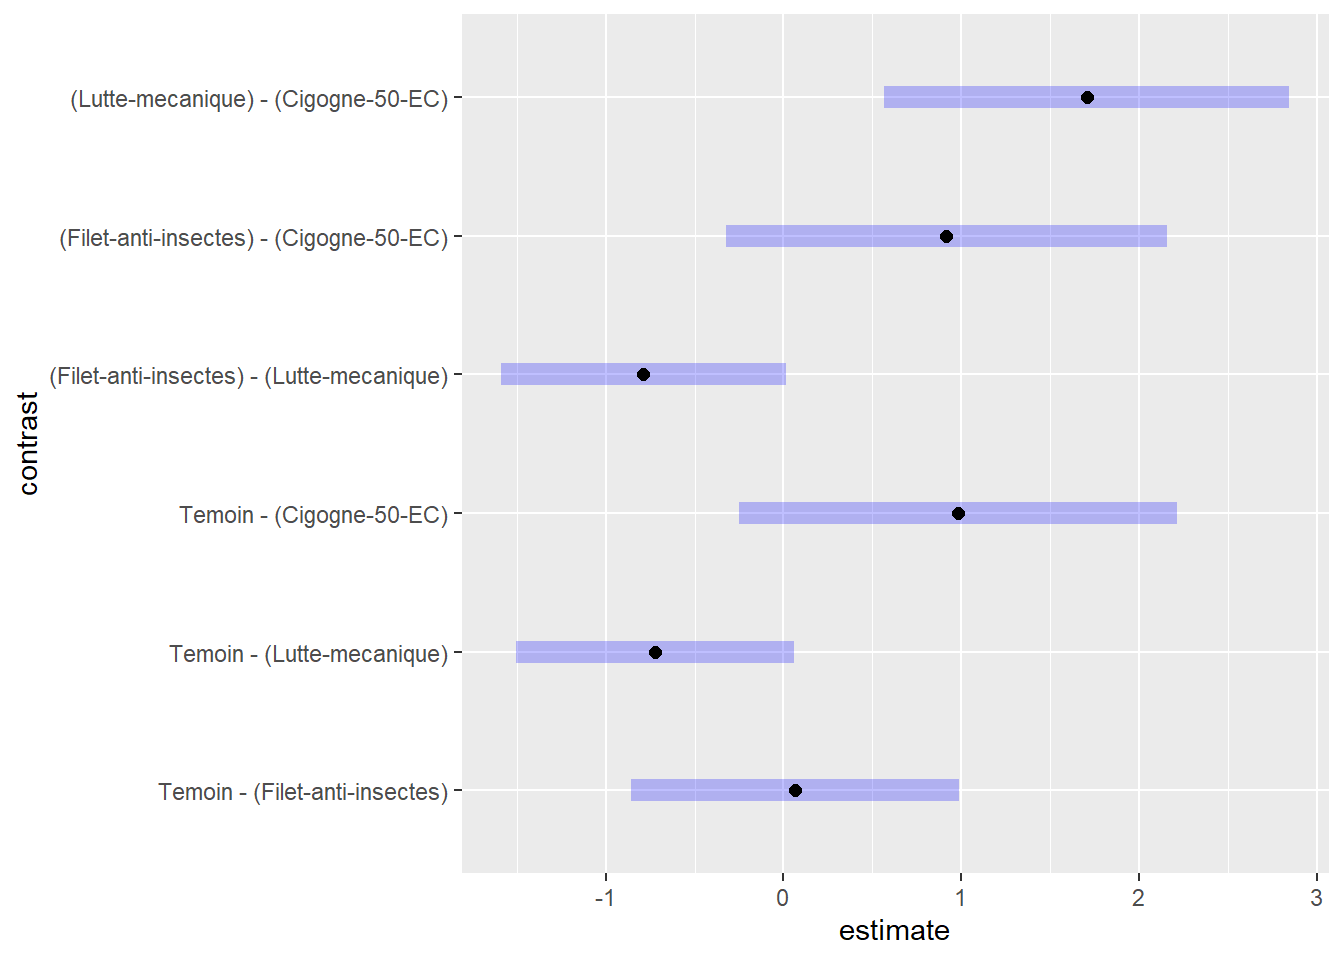 (Lutte-mecanique) - (Cigogne-50-EC)
(Filet-anti-insectes) - (Cigogne-50-EC)
(Filet-anti-insectes) - (Lutte-mecanique)
contrast
Temoin - (Cigogne-50-EC)
Temoin - (Lutte-mecanique)
Temoin - (Filet-anti-insectes)
-1 0 1 2 3
estimate